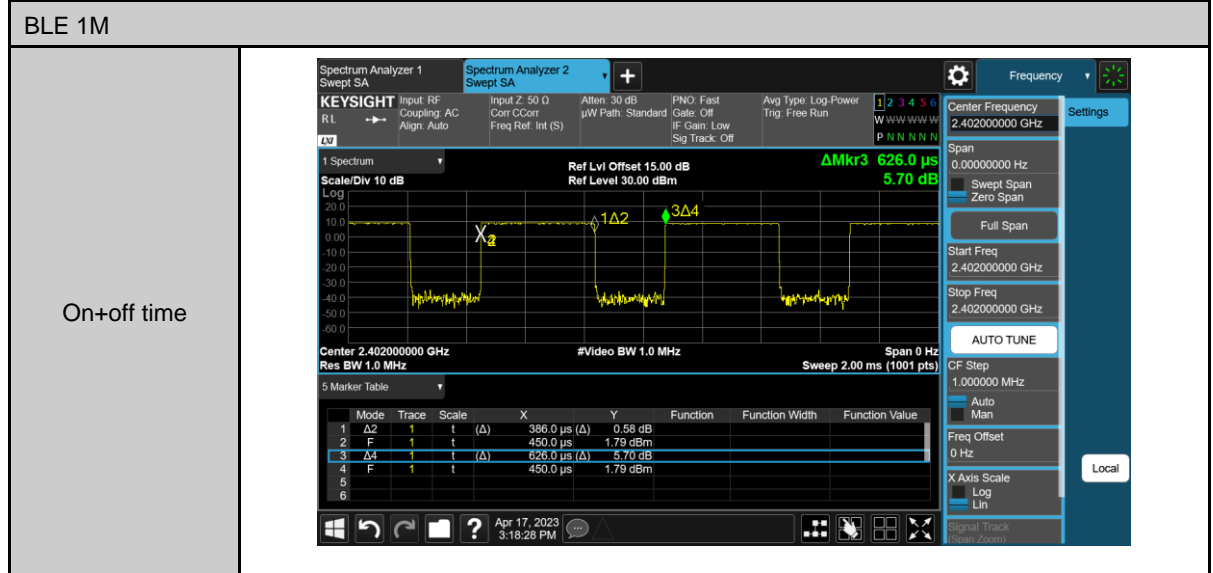 BLE 1M
On+off time
Spectrum Analyzer 1
Swept SA
Spectrum Analyzer 2
Swept SA
Frequency
KEYSIGHT
RL
LXI
Input: RF
Coupling: AC
Align: Auto
Input Z: 50 Ω
Corr CCorr
Freq Ref: Int (S)
Atten: 30 dB
µW Path: Standard
PNO: Fast
Gate: Off
IF Gain: Low
Sig Track: Off
Avg Type: Log-Power
Trig: Free Run
1 2 3 4 5 6
W W W W W W
P N N N N N
Center Frequency
2.402000000 GHz
Settings
Span
0.00000000 Hz
Swept Span
Zero Span
Full Span
Start Freq
2.402000000 GHz
Stop Freq
2.402000000 GHz
AUTO TUNE
CF Step
1.000000 MHz
Auto
Man
Freq Offset
0 Hz
X Axis Scale
Log
Lin
Signal Track
(Span Zoom)
Local
1 Spectrum
Scale/Div 10 dB
Ref Lvl Offset 15.00 dB
Ref Level 30.00 dBm
ΔMkr3 626.0 µs
5.70 dB
Log
20.0
10.0
0.00
-10.0
-20.0
-30.0
-40.0
-50.0
-60.0
1Δ2
3Δ4
Center 2.402000000 GHz
Res BW 1.0 MHz
#Video BW 1.0 MHz
Span 0 Hz
Sweep 2.00 ms (1001 pts)
5 Marker Table
Mode Trace Scale X Y Function Function Width Function Value
1 Δ2 1 t (Δ) 386.0 µs (Δ) 0.58 dB
2 F 1 t 450.0 µs 1.79 dBm
3 Δ4 1 t (Δ) 626.0 µs (Δ) 5.70 dB
4 F 1 t 450.0 µs 1.79 dBm
5
6
Apr 17, 2023
3:18:28 PM